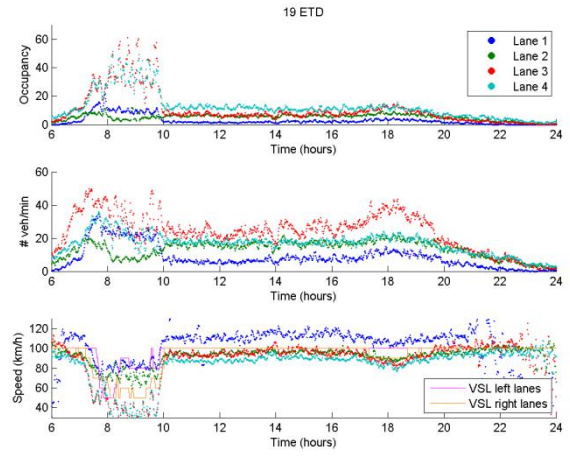 19 ETD
Occupancy
60
40
20
0
6 8 10 12 14 16 18 20 22 24
Time (hours)
Lane 1
Lane 2
Lane 3
Lane 4
# veh/min
60
40
20
0
6 8 10 12 14 16 18 20 22 24
Time (hours)
Speed (km/h)
120
100
80
60
40
6 8 10 12 14 16 18 20 22 24
Time (hours)
VSL left lanes
VSL right lanes